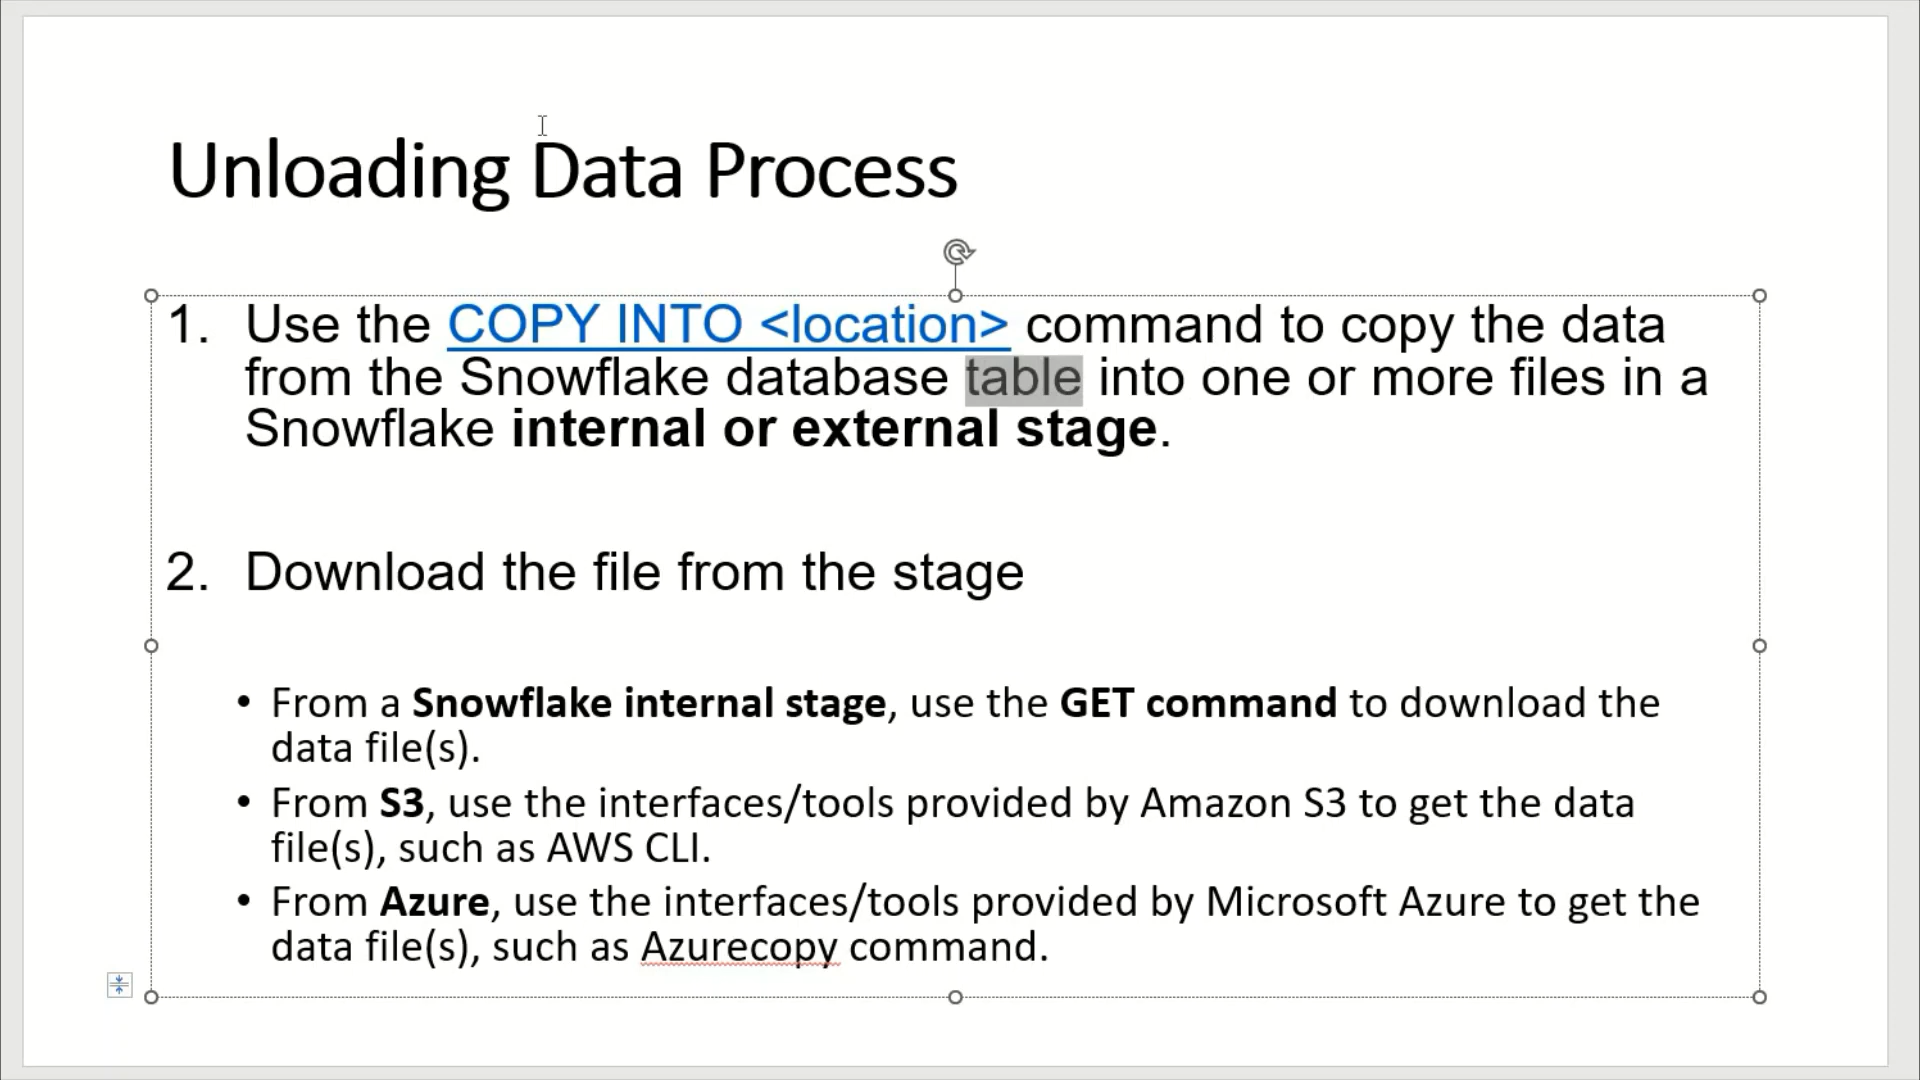 Unloading Data Process
1. Use the COPY INTO <location> command to copy the data
from the Snowflake database table into one or more files in a
Snowflake internal or external stage.
2. Download the file from the stage
• From a Snowflake internal stage, use the GET command to download the
data file(s).
• From S3, use the interfaces/tools provided by Amazon S3 to get the data
file(s), such as AWS CLI.
• From Azure, use the interfaces/tools provided by Microsoft Azure to get the
data file(s), such as Azurecopy command.